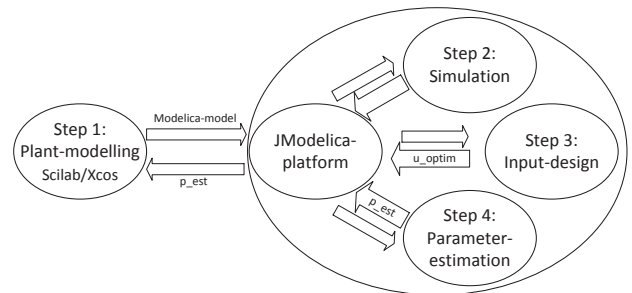 Step 1:
Plant-modelling
Scilab/Xcos
Modelica-model
p_est
JModelica-
platform
Step 2:
Simulation
u_optim
Step 3:
Input-design
p_est
Step 4:
Parameter-
estimation